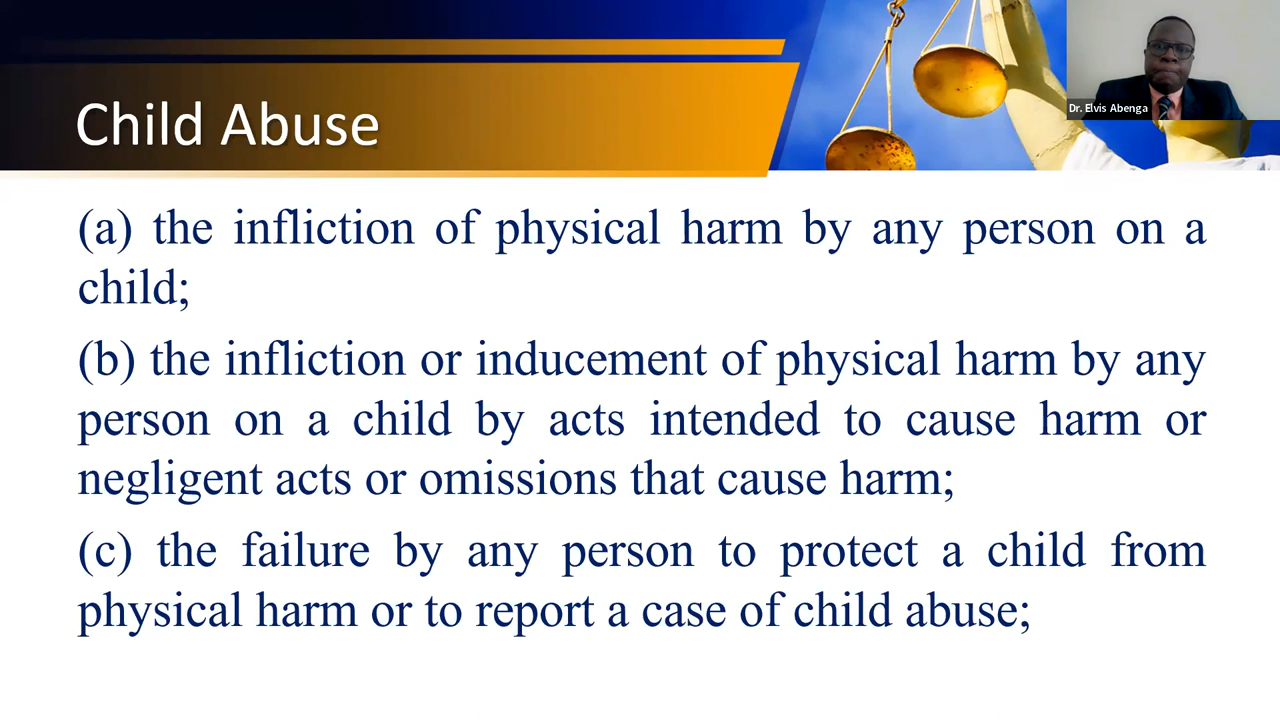 Child Abuse
Dr. Elvis Abenga
(a) the infliction of physical harm by any person on a
child;
(b) the infliction or inducement of physical harm by any
person on a child by acts intended to cause harm or
negligent acts or omissions that cause harm;
(c) the failure by any person to protect a child from
physical harm or to report a case of child abuse;